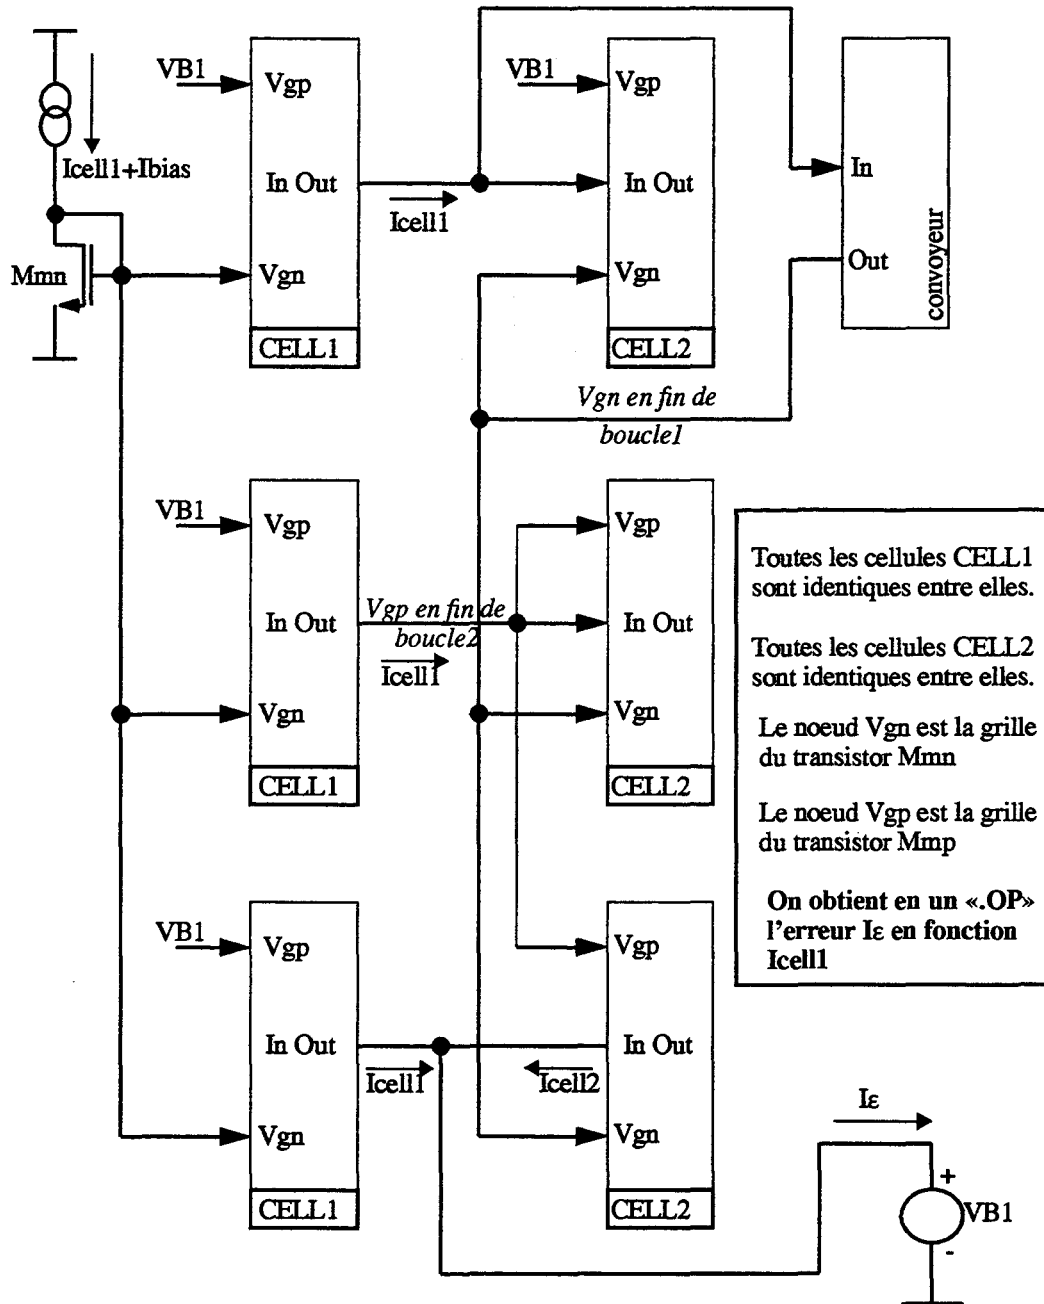 VB1
Vgp
In Out
Vgn
CELL1
Icell1+Ibias
Mmn
Icell1
VB1
Vgp
In Out
Vgn
CELL2
In
Out
convoyeur
Vgn en fin de
boucle1
VB1
Vgp
In Out
Vgn
CELL1
Vgp en fin de
boucle2
Icell1
Vgp
In Out
Vgn
CELL2
Toutes les cellules CELL1
sont identiques entre elles.
Toutes les cellules CELL2
sont identiques entre elles.
Le noeud Vgn est la grille
du transistor Mmn
Le noeud Vgp est la grille
du transistor Mmp
On obtient en un «.OP»
l'erreur Iε en fonction
Icell1
VB1
Vgp
In Out
Vgn
CELL1
Icell1
Icell2
Vgp
In Out
Vgn
CELL2
Iε
+
VB1
-